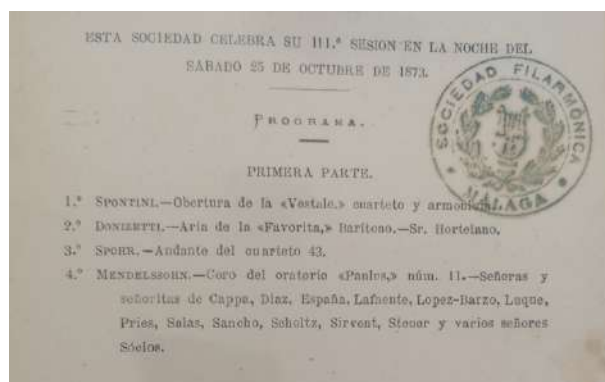 ESTA SOCIEDAD CELEBRA SU 111.ª SESION EN LA NOCHE DEL
SABADO 25 DE OCTUBRE DE 1873.
PROGRAMA.
PRIMERA PARTE.
1.º SPONTINI.—Obertura de la «Vestale,» cuarteto y
2.º DONIZETTI.—Aria de la «Favorita,» Barítono.—Sr. Hortelano.
3.º SPOHR.—Andante del cuarteto 43.
4.º MENDELSSOHN.—Coro del oratorio «Paulus,» núm. 11.—Señoras y
señoritas de Cappa, Diaz, España, Lafuente, Lopez-Barzo, Luque,
Pries, Salas, Sancho, Scholtz, Sirvent, Stener y varios señores
Sócios.
SOCIEDAD FILARMÓNICA
MÁLAGA